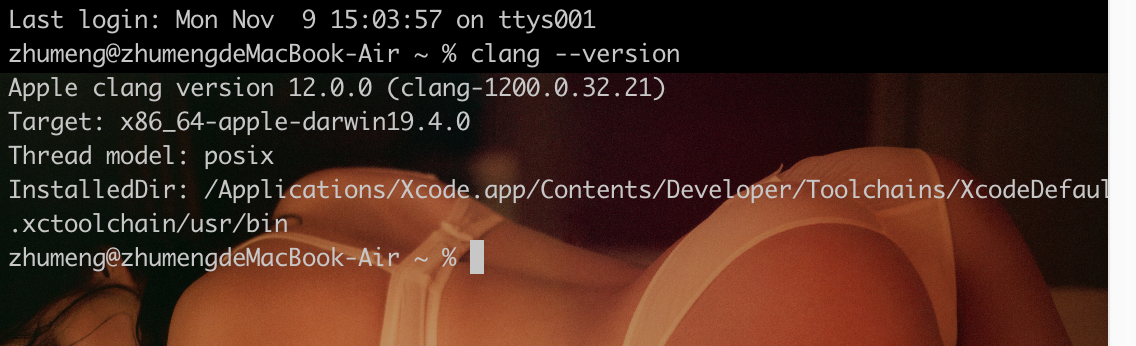 Last login: Mon Nov  9 15:03:57 on ttys001
zhumeng@zhumengdeMacBook-Air ~ % clang --version
Apple clang version 12.0.0 (clang-1200.0.32.21)
Target: x86_64-apple-darwin19.4.0
Thread model: posix
InstalledDir: /Applications/Xcode.app/Contents/Developer/Toolchains/XcodeDefaul
.xctoolchain/usr/bin
zhumeng@zhumengdeMacBook-Air ~ %